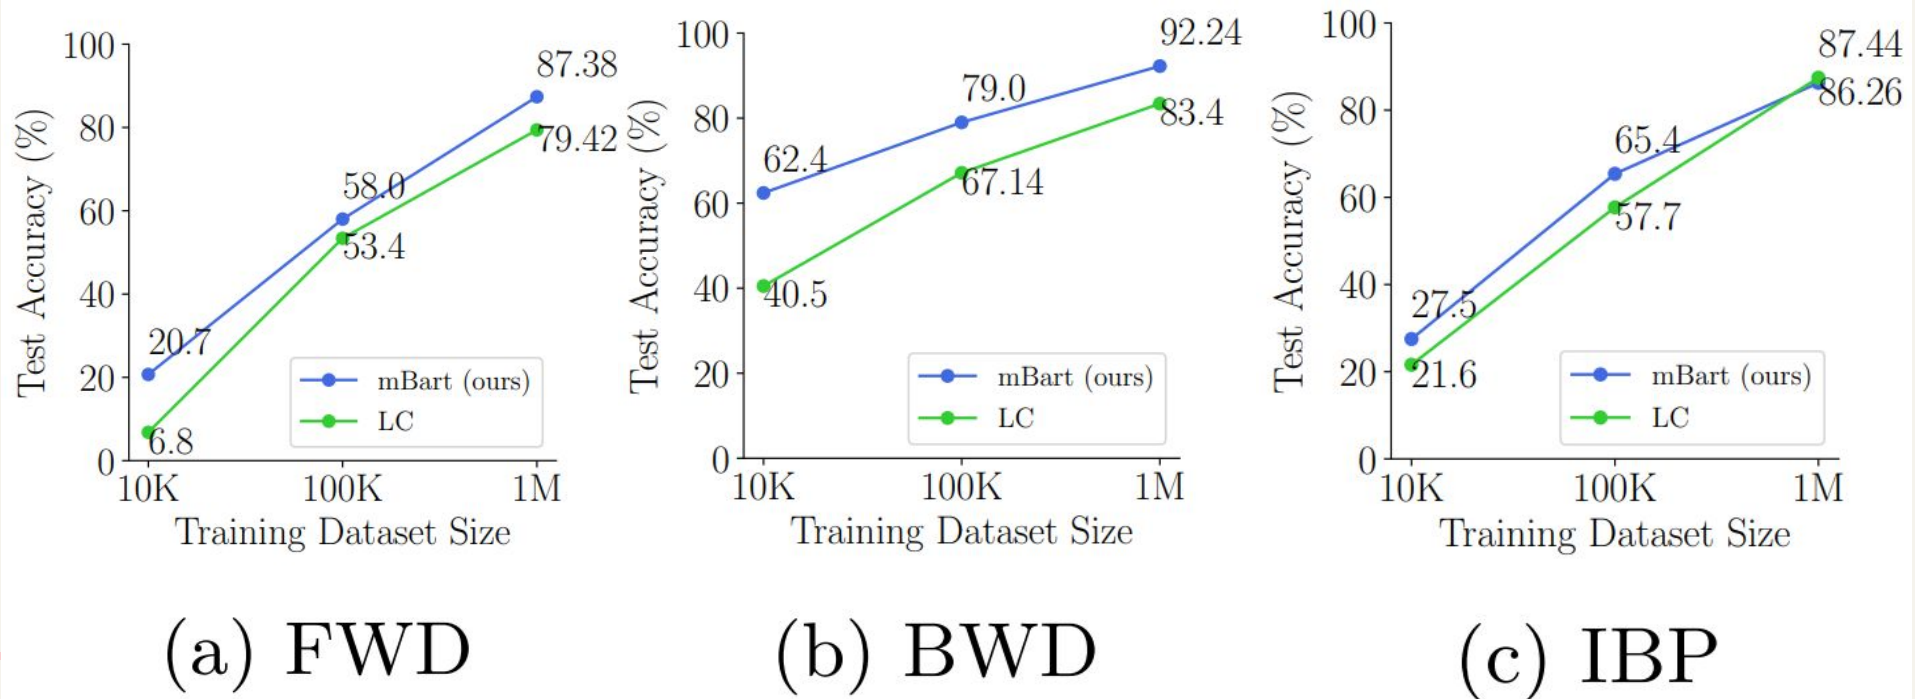 100
80
60
40
20
0
Test Accuracy (%)
87.38
79.42
58.0
53.4
20.7
6.8
mBart (ours)
LC
10K 100K 1M
Training Dataset Size
(a) FWD
100
80
60
40
20
0
Test Accuracy (%)
92.24
83.4
79.0
67.14
62.4
40.5
mBart (ours)
LC
10K 100K 1M
Training Dataset Size
(b) BWD
100
80
60
40
20
0
Test Accuracy (%)
87.44
86.26
65.4
57.7
27.5
21.6
mBart (ours)
LC
10K 100K 1M
Training Dataset Size
(c) IBP